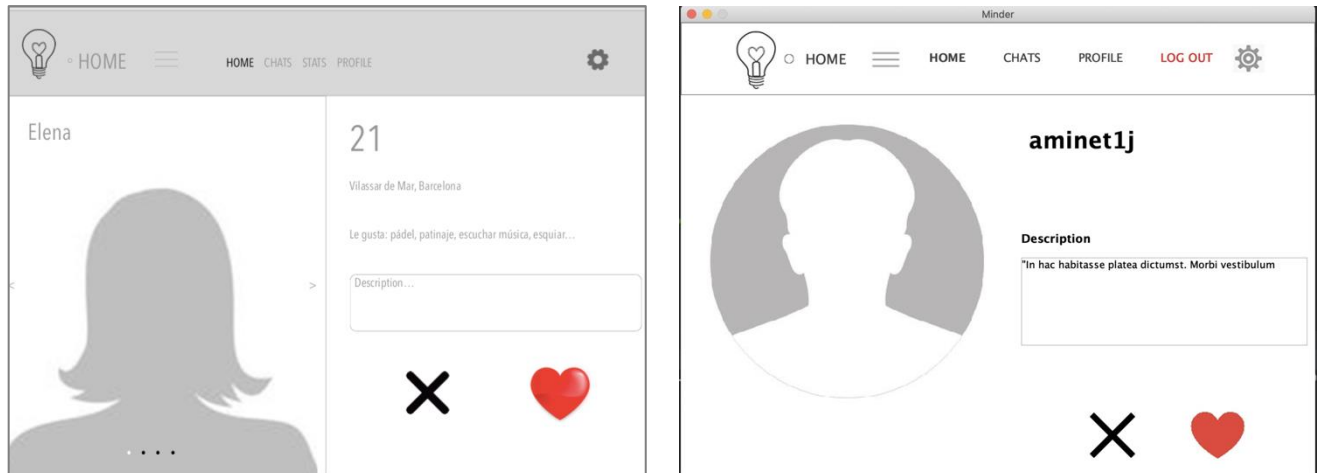 HOME
HOME CHATS STATS PROFILE
Elena
21
Vilassar de Mar, Barcelona
Le gusta: pádel, patinaje, escuchar música, esquiar...
< >
Description...
Minder
HOME
HOME CHATS PROFILE LOG OUT
aminet1j
Description
"In hac habitasse platea dictumst. Morbi vestibulum